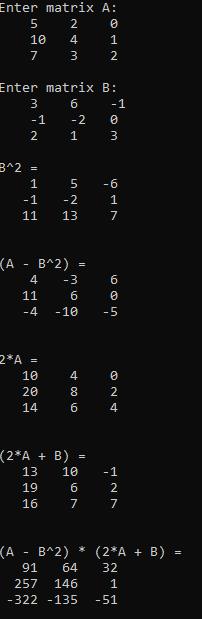 Enter matrix A:
5 2 0
10 4 1
7 3 2
Enter matrix B:
3 6 -1
-1 -2 0
2 1 3
B^2 =
1 5 -6
-1 -2 1
11 13 7
(A - B^2) =
4 -3 6
11 6 0
-4 -10 -5
2*A =
10 4 0
20 8 2
14 6 4
(2*A + B) =
13 10 -1
19 6 2
16 7 7
(A - B^2) * (2*A + B) =
91 64 32
257 146 1
-322 -135 -51